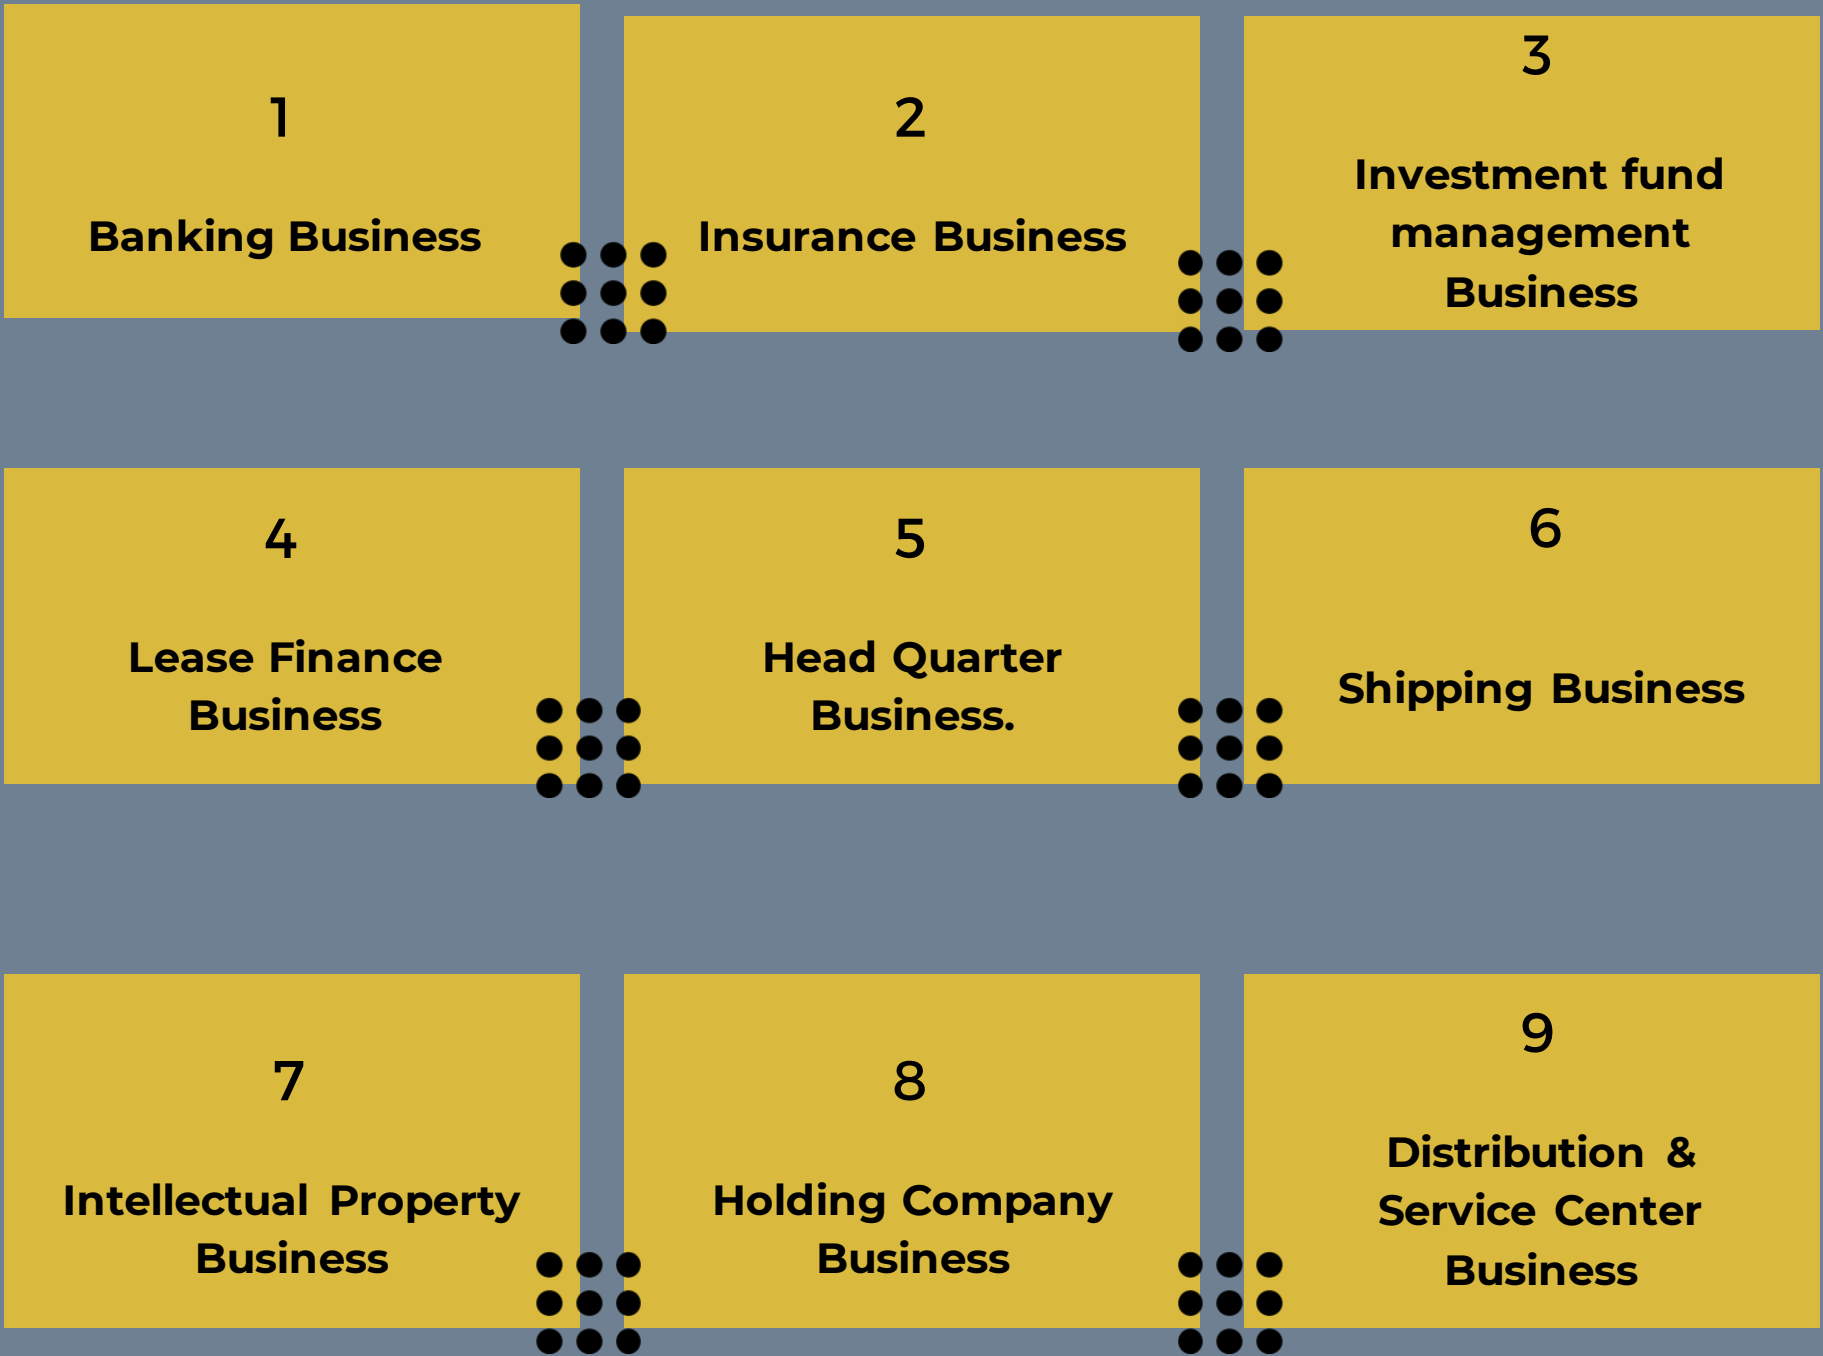 1
Banking Business
2
Insurance Business
3
Investment fund
management
Business
4
Lease Finance
Business
5
Head Quarter
Business.
6
Shipping Business
7
Intellectual Property
Business
8
Holding Company
Business
9
Distribution &
Service Center
Business